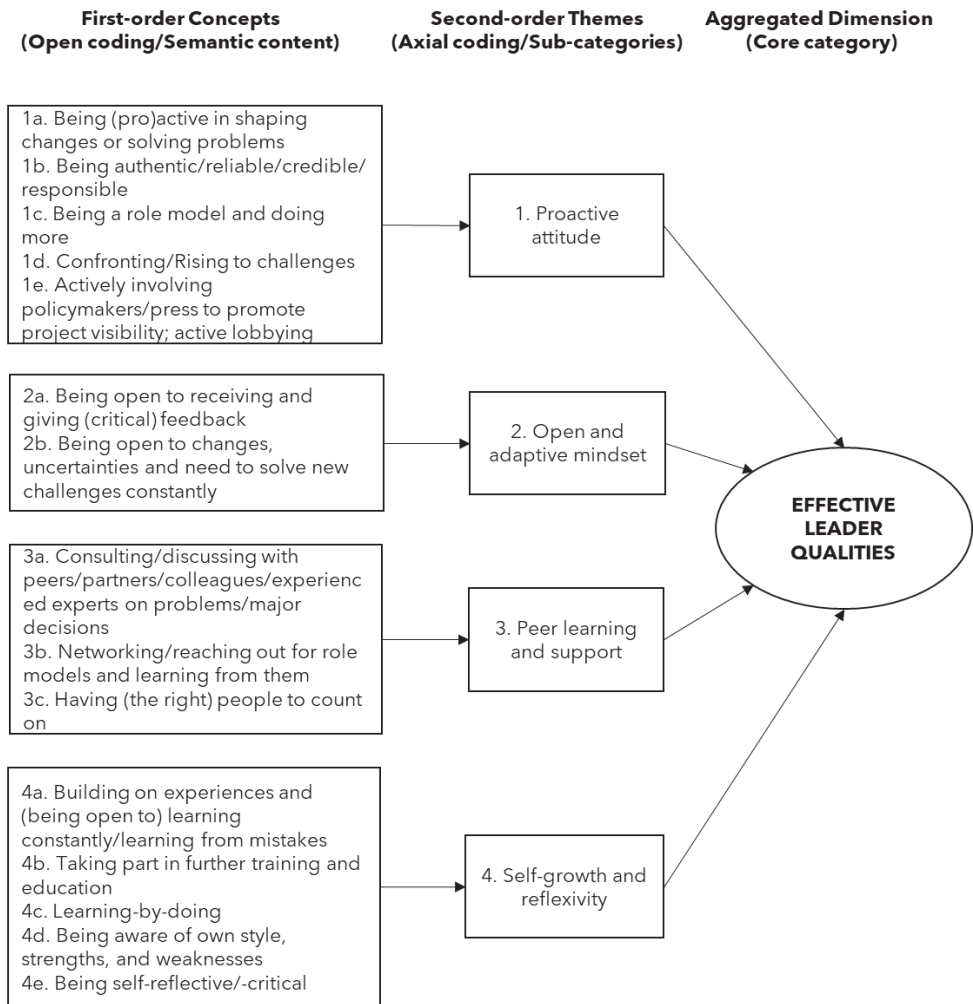 First-order Concepts
(Open coding/Semantic content)
Second-order Themes
(Axial coding/Sub-categories)
Aggregated Dimension
(Core category)
1a. Being (pro)active in shaping
changes or solving problems
1b. Being authentic/reliable/credible/
responsible
1c. Being a role model and doing
more
1d. Confronting/Rising to challenges
1e. Actively involving
policymakers/press to promote
project visibility; active lobbying
1. Proactive
attitude
2a. Being open to receiving and
giving (critical) feedback
2b. Being open to changes,
uncertainties and need to solve new
challenges constantly
2. Open and
adaptive mindset
EFFECTIVE
LEADER
QUALITIES
3a. Consulting/discussing with
peers/partners/colleagues/experienc
ed experts on problems/major
decisions
3b. Networking/reaching out for role
models and learning from them
3c. Having (the right) people to count
on
3. Peer learning
and support
4a. Building on experiences and
(being open to) learning
constantly/learning from mistakes
4b. Taking part in further training and
education
4c. Learning-by-doing
4d. Being aware of own style,
strengths, and weaknesses
4e. Being self-reflective/-critical
4. Self-growth and
reflexivity